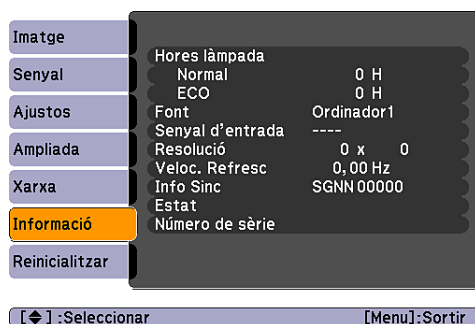 Imatge
Senyal
Ajustos
Ampliada
Xarxa
Informació
Reinicialitzar
Hores làmpada
Normal 0 H
ECO 0 H
Font Ordinador1
Senyal d'entrada ----
Resolució 0 x 0
Veloc. Refresc 0,00 Hz
Info Sinc SGNN 00000
Estat
Número de sèrie
[ ] :Seleccionar [Menu]:Sortir